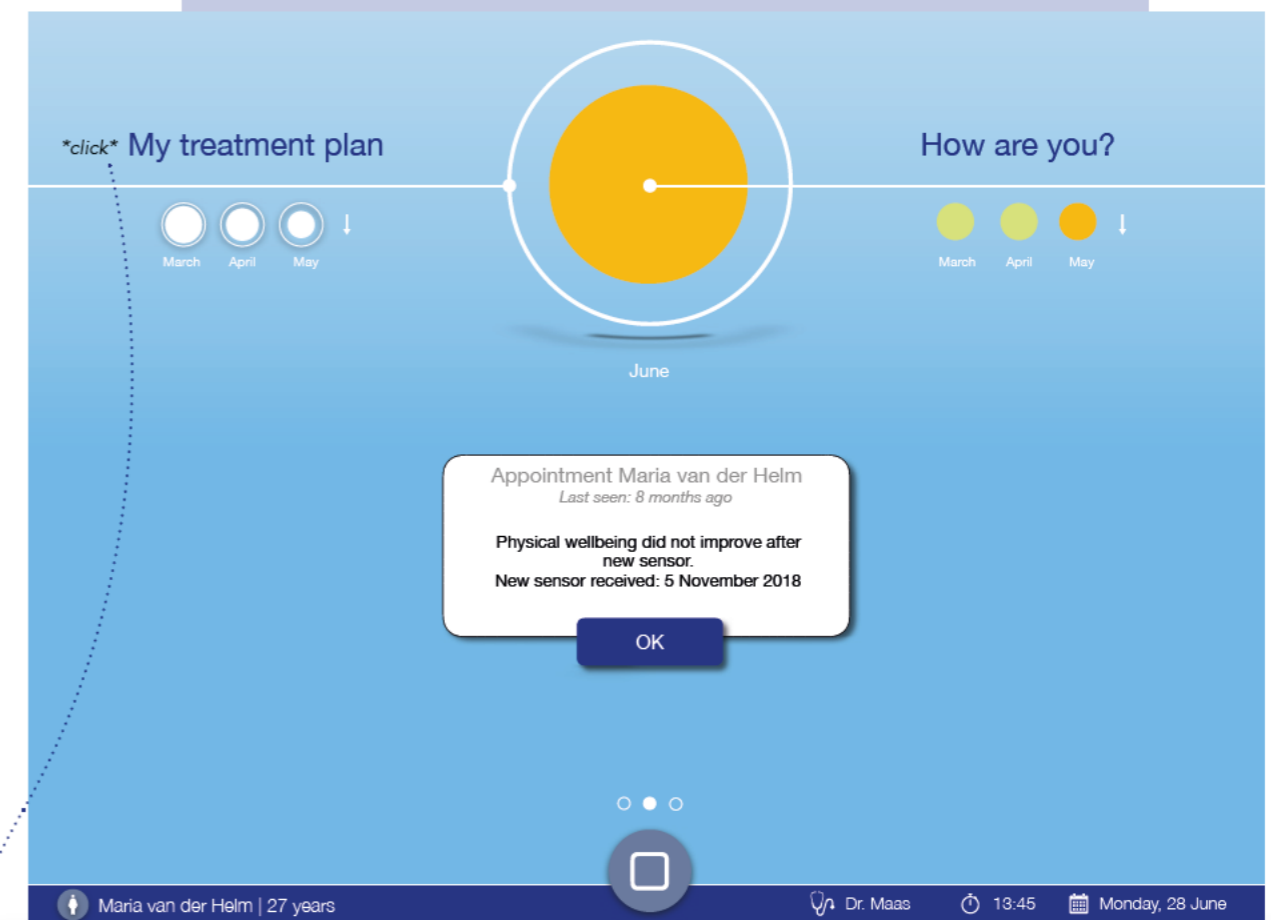 *click* My treatment plan
How are you?
March April May
March April May
June
Appointment Maria van der Helm
Last seen: 8 months ago
Physical wellbeing did not improve after
new sensor.
New sensor received: 5 November 2018
OK
Maria van der Helm | 27 years
Dr. Maas
13:45
Monday, 28 June